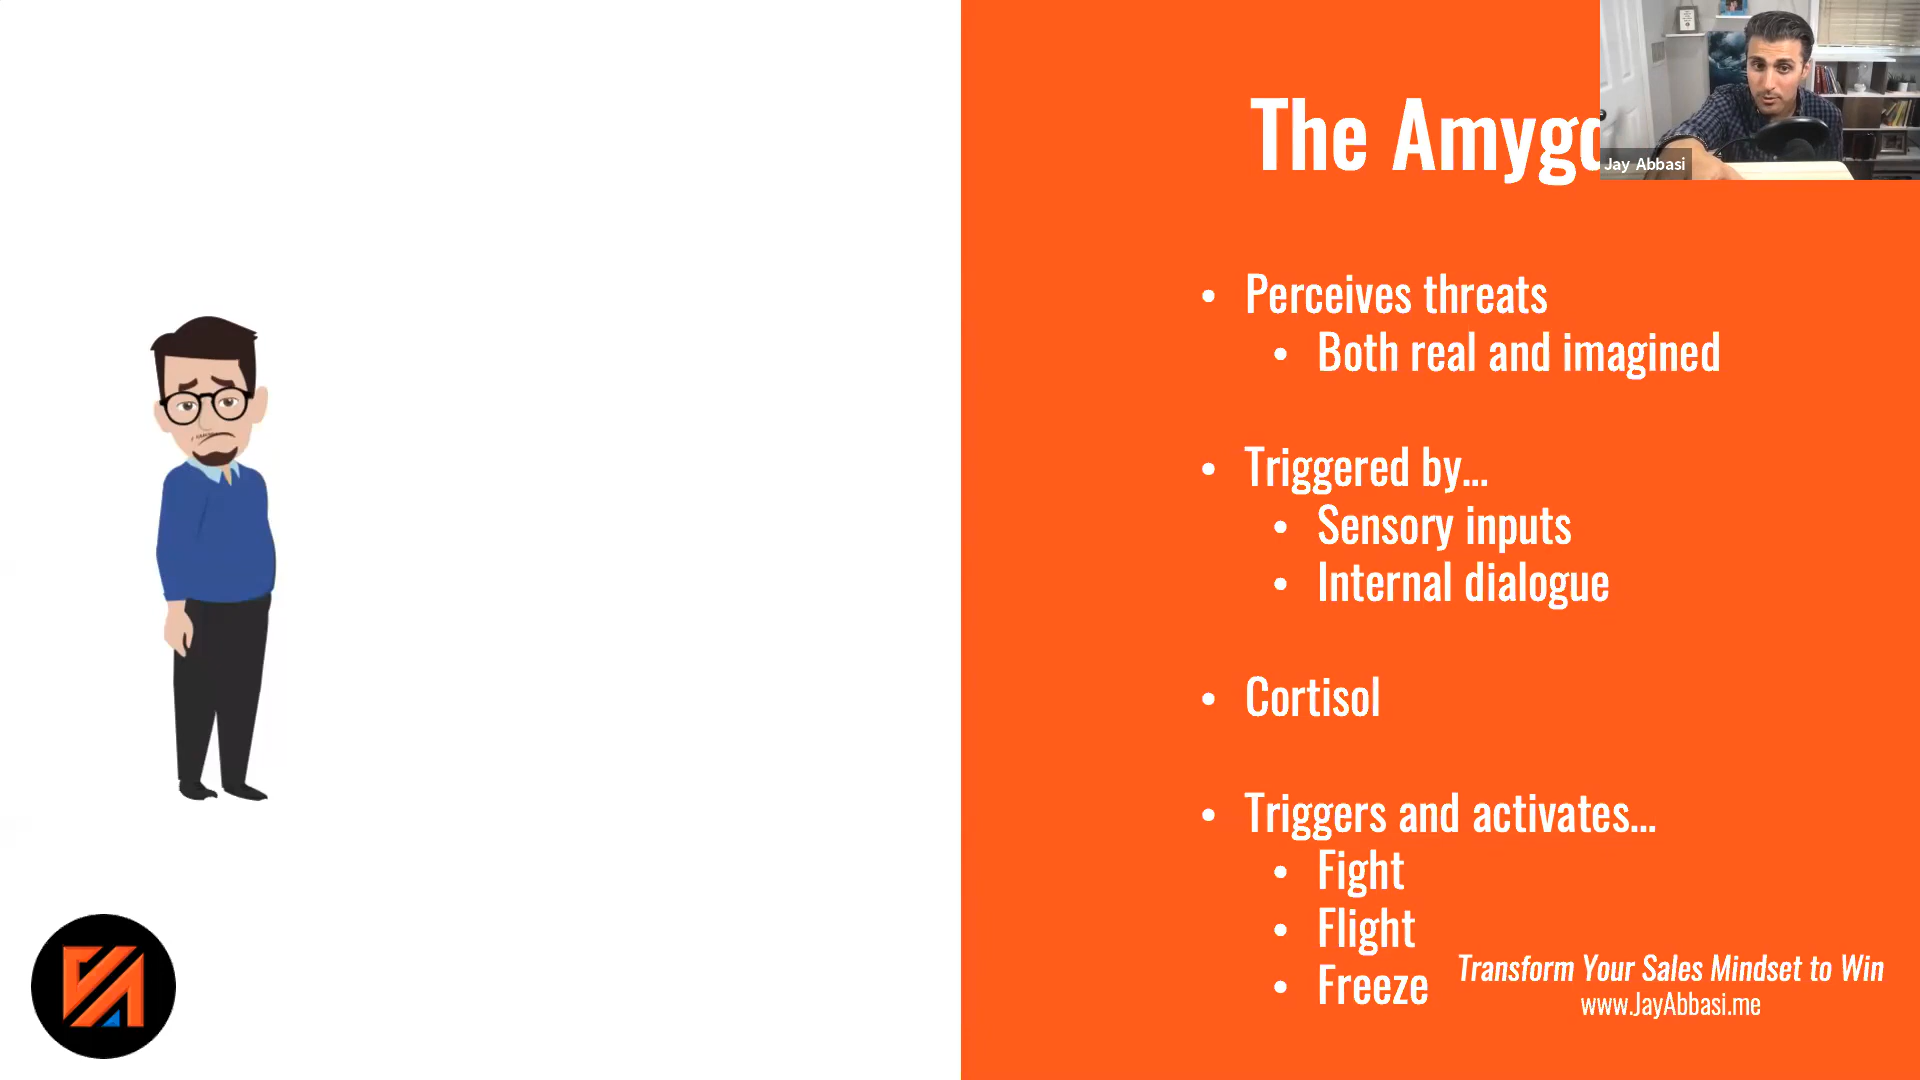 The Amygd
Jay Abbasi
• Perceives threats
• Both real and imagined
• Triggered by...
• Sensory inputs
• Internal dialogue
• Cortisol
• Triggers and activates...
• Fight
• Flight
• Freeze
Transform Your Sales Mindset to Win
www.JayAbbasi.me